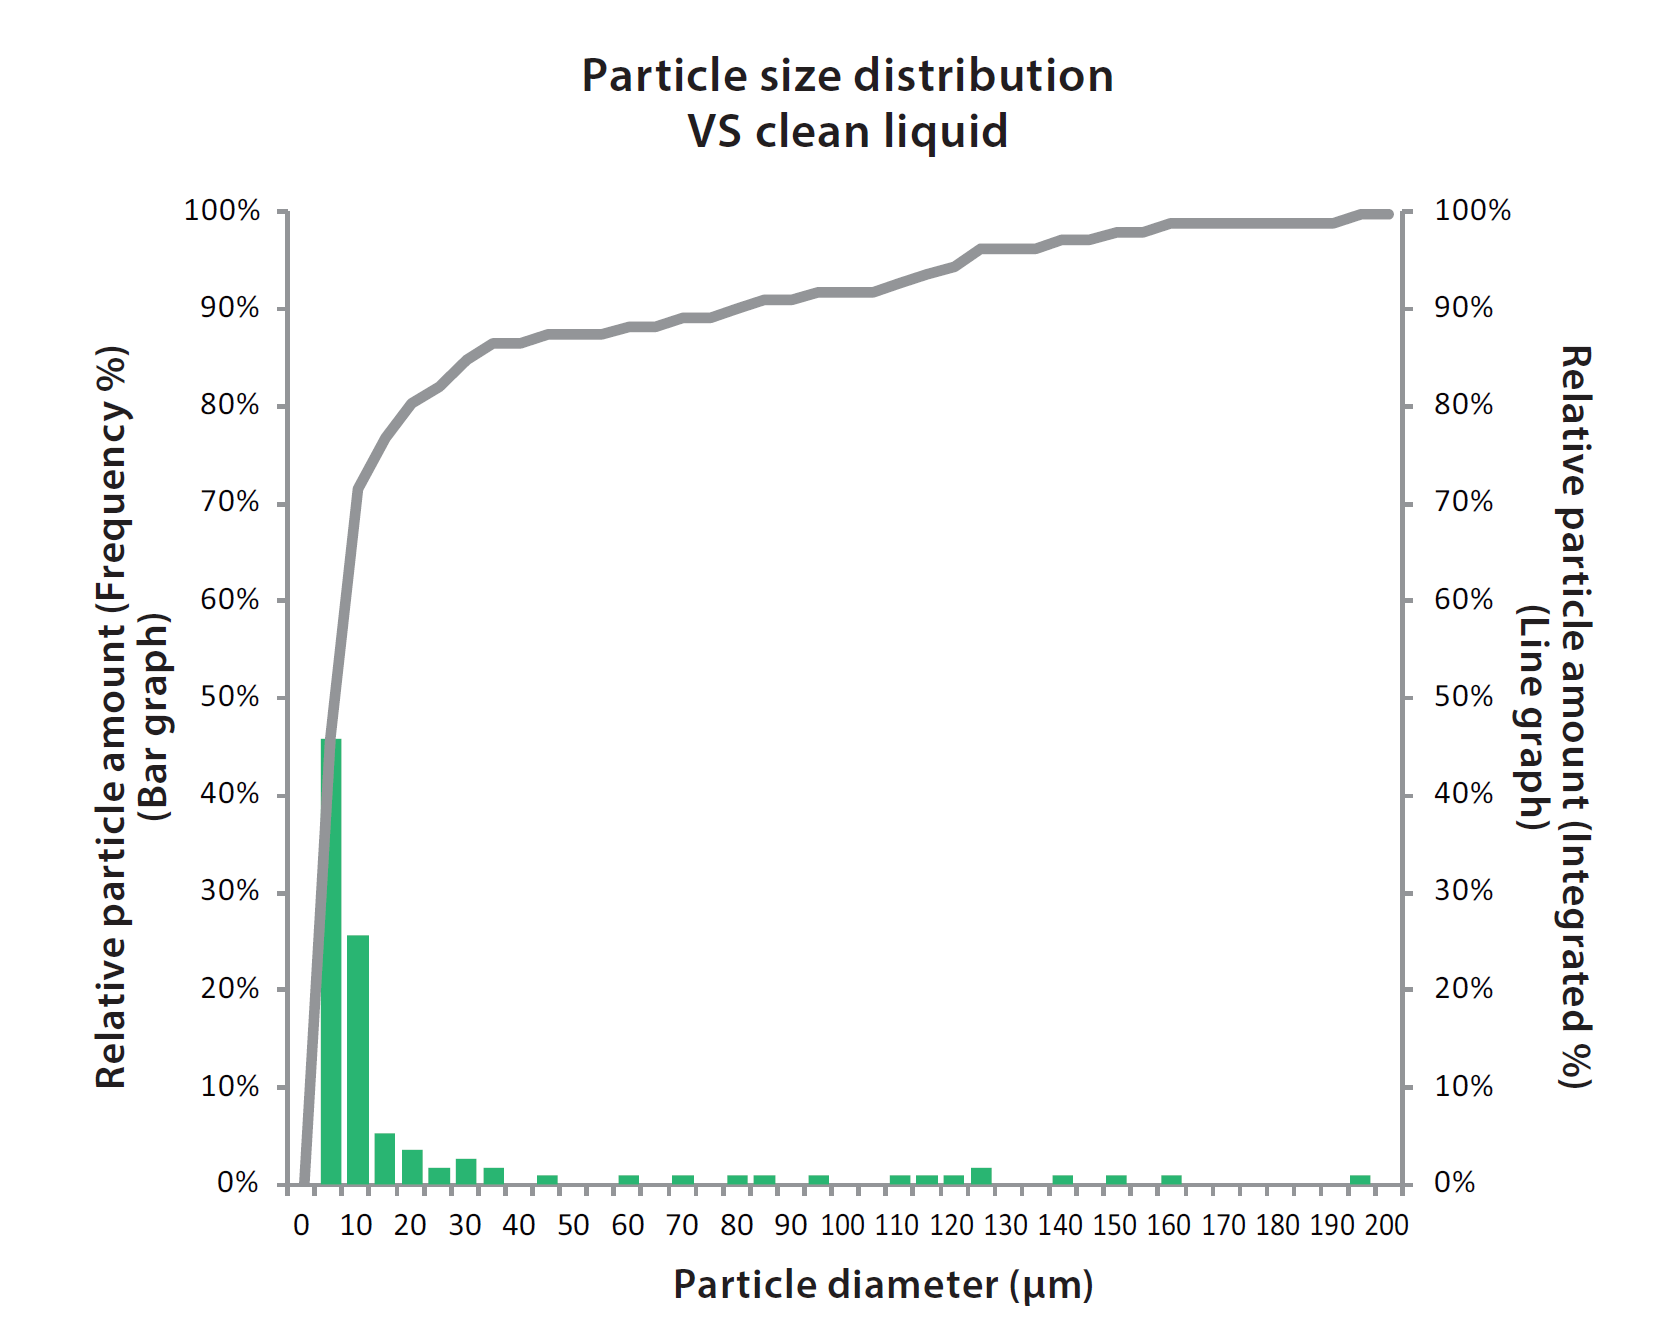 Particle size distribution
VS clean liquid
Relative particle amount (Frequency %)
(Bar graph)
100%
90%
80%
70%
60%
50%
40%
30%
20%
10%
0%
100%
90%
80%
70%
60%
50%
40%
30%
20%
10%
0%
Relative particle amount (Integrated %)
(Line graph)
0 10 20 30 40 50 60 70 80 90 100 110 120 130 140 150 160 170 180 190 200
Particle diameter (µm)